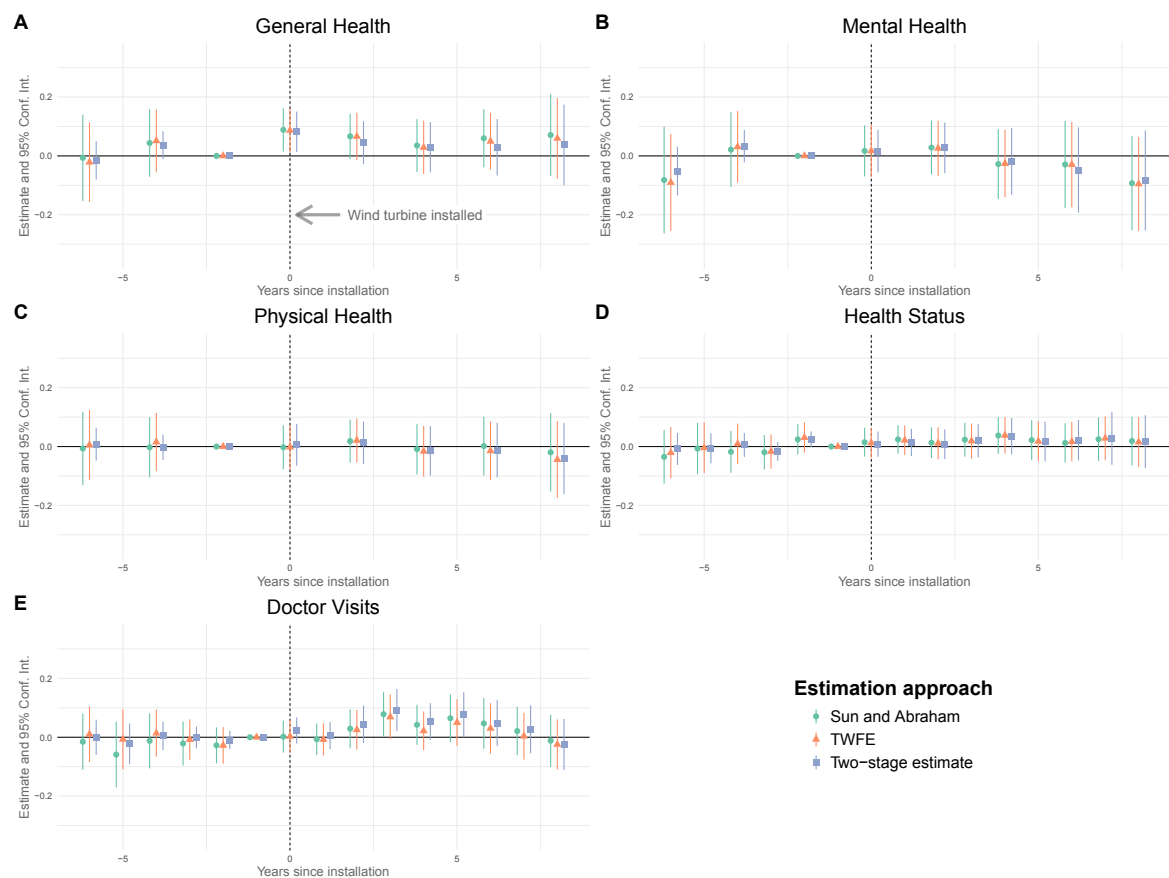 A
General Health
Estimate and 95% Conf. Int.
0.2
0.0
−0.2
Wind turbine installed
−5
0
5
Years since installation
B
Mental Health
Estimate and 95% Conf. Int.
0.2
0.0
−0.2
−5
0
5
Years since installation
C
Physical Health
Estimate and 95% Conf. Int.
0.2
0.0
−0.2
−5
0
5
Years since installation
D
Health Status
Estimate and 95% Conf. Int.
0.2
0.0
−0.2
−5
0
5
Years since installation
E
Doctor Visits
Estimate and 95% Conf. Int.
0.2
0.0
−0.2
−5
0
5
Years since installation
Estimation approach
Sun and Abraham
TWFE
Two−stage estimate